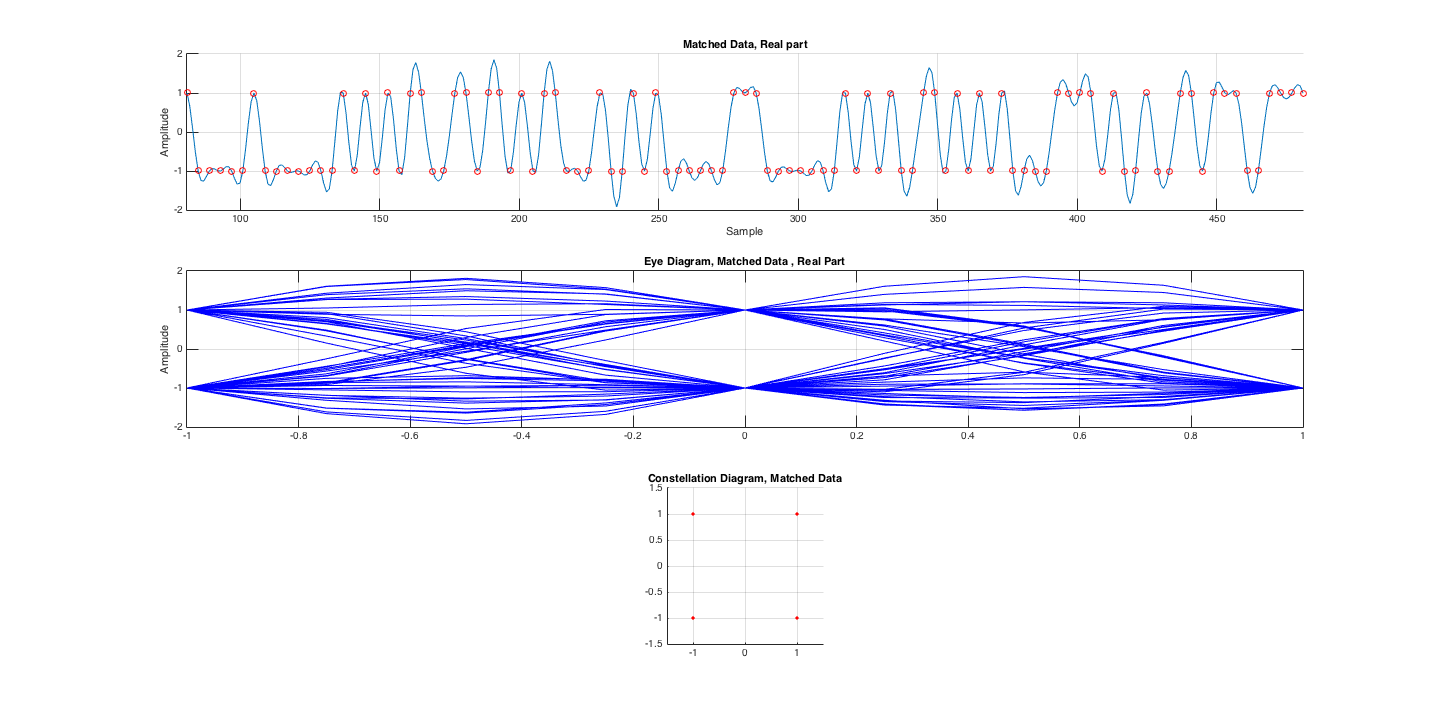 Matched Data, Real part
2
1
0
-1
-2
Amplitude
100 150 200 250 300 350 400 450
Sample
Eye Diagram, Matched Data , Real Part
2
1
0
-1
-2
Amplitude
-1 -0.8 -0.6 -0.4 -0.2 0 0.2 0.4 0.6 0.8 1
Constellation Diagram, Matched Data
1.5
1
0.5
0
-0.5
-1
-1.5
-1 0 1